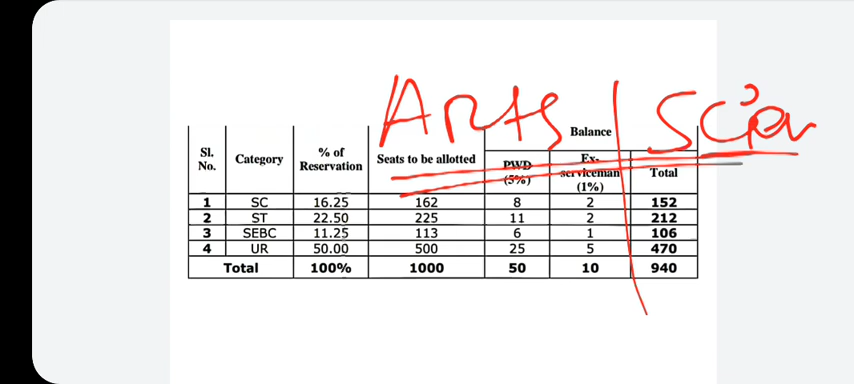 Arts | Scien
Balance
Sl. No. Category % of Reservation Seats to be allotted PWD (5%) Ex-serviceman (1%) Total
1 SC 16.25 162 8 2 152
2 ST 22.50 225 11 2 212
3 SEBC 11.25 113 6 1 106
4 UR 50.00 500 25 5 470
Total 100% 1000 50 10 940